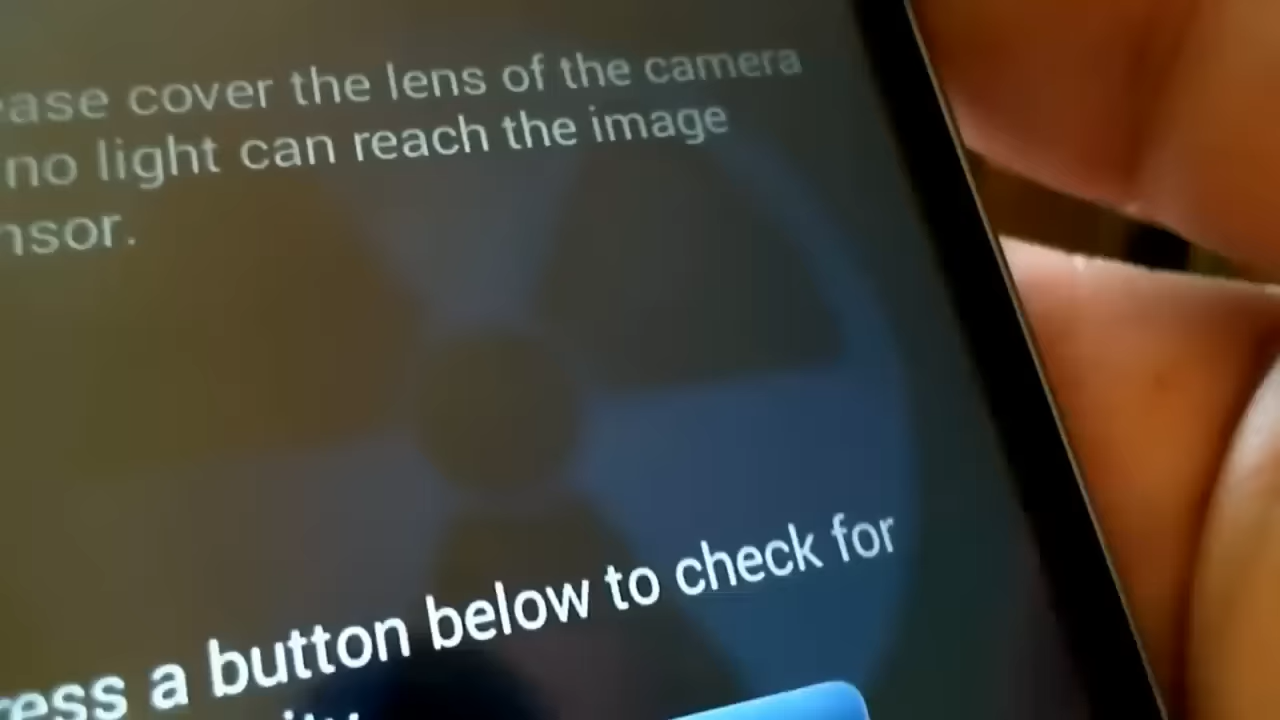 ease cover the lens of the camera
no light can reach the image
nsor.
ress a button below to check for